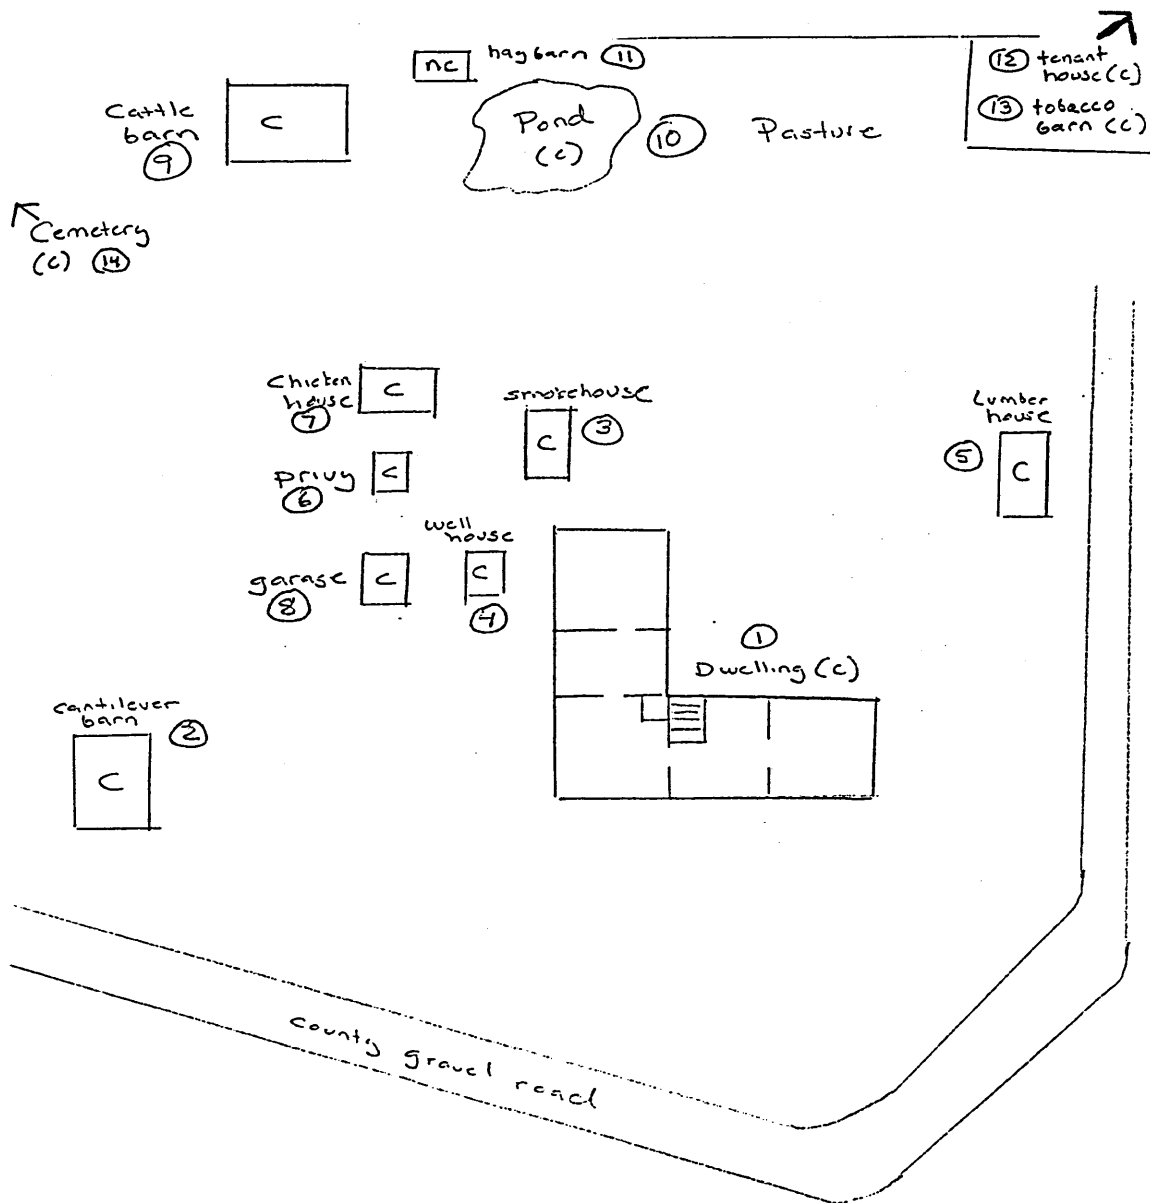 hay barn 11
nc
12 tenant
house (c)
13 tobacco
barn (c)
Cattle
barn
9
C
Pond
(c)
10
Pasture
Cemetery
(c) 14
Chicken
house
7
C
smokehouse
3
C
Lumber
house
5
C
privy
6
C
well
house
C
4
garage
8
C
1
Dwelling (c)
cantilever
barn
2
C
county gravel road